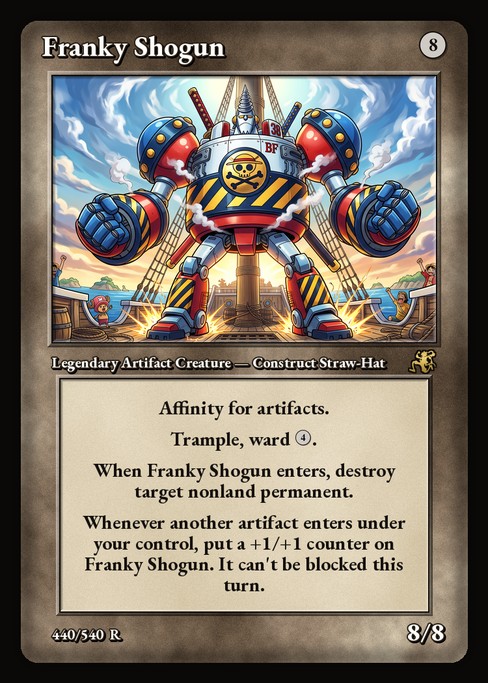 Franky Shogun
8
38
BF
Legendary Artifact Creature — Construct Straw-Hat
Affinity for artifacts.
Trample, ward 4.
When Franky Shogun enters, destroy
target nonland permanent.
Whenever another artifact enters under
your control, put a +1/+1 counter on
Franky Shogun. It can't be blocked this
turn.
440/540 R
8/8